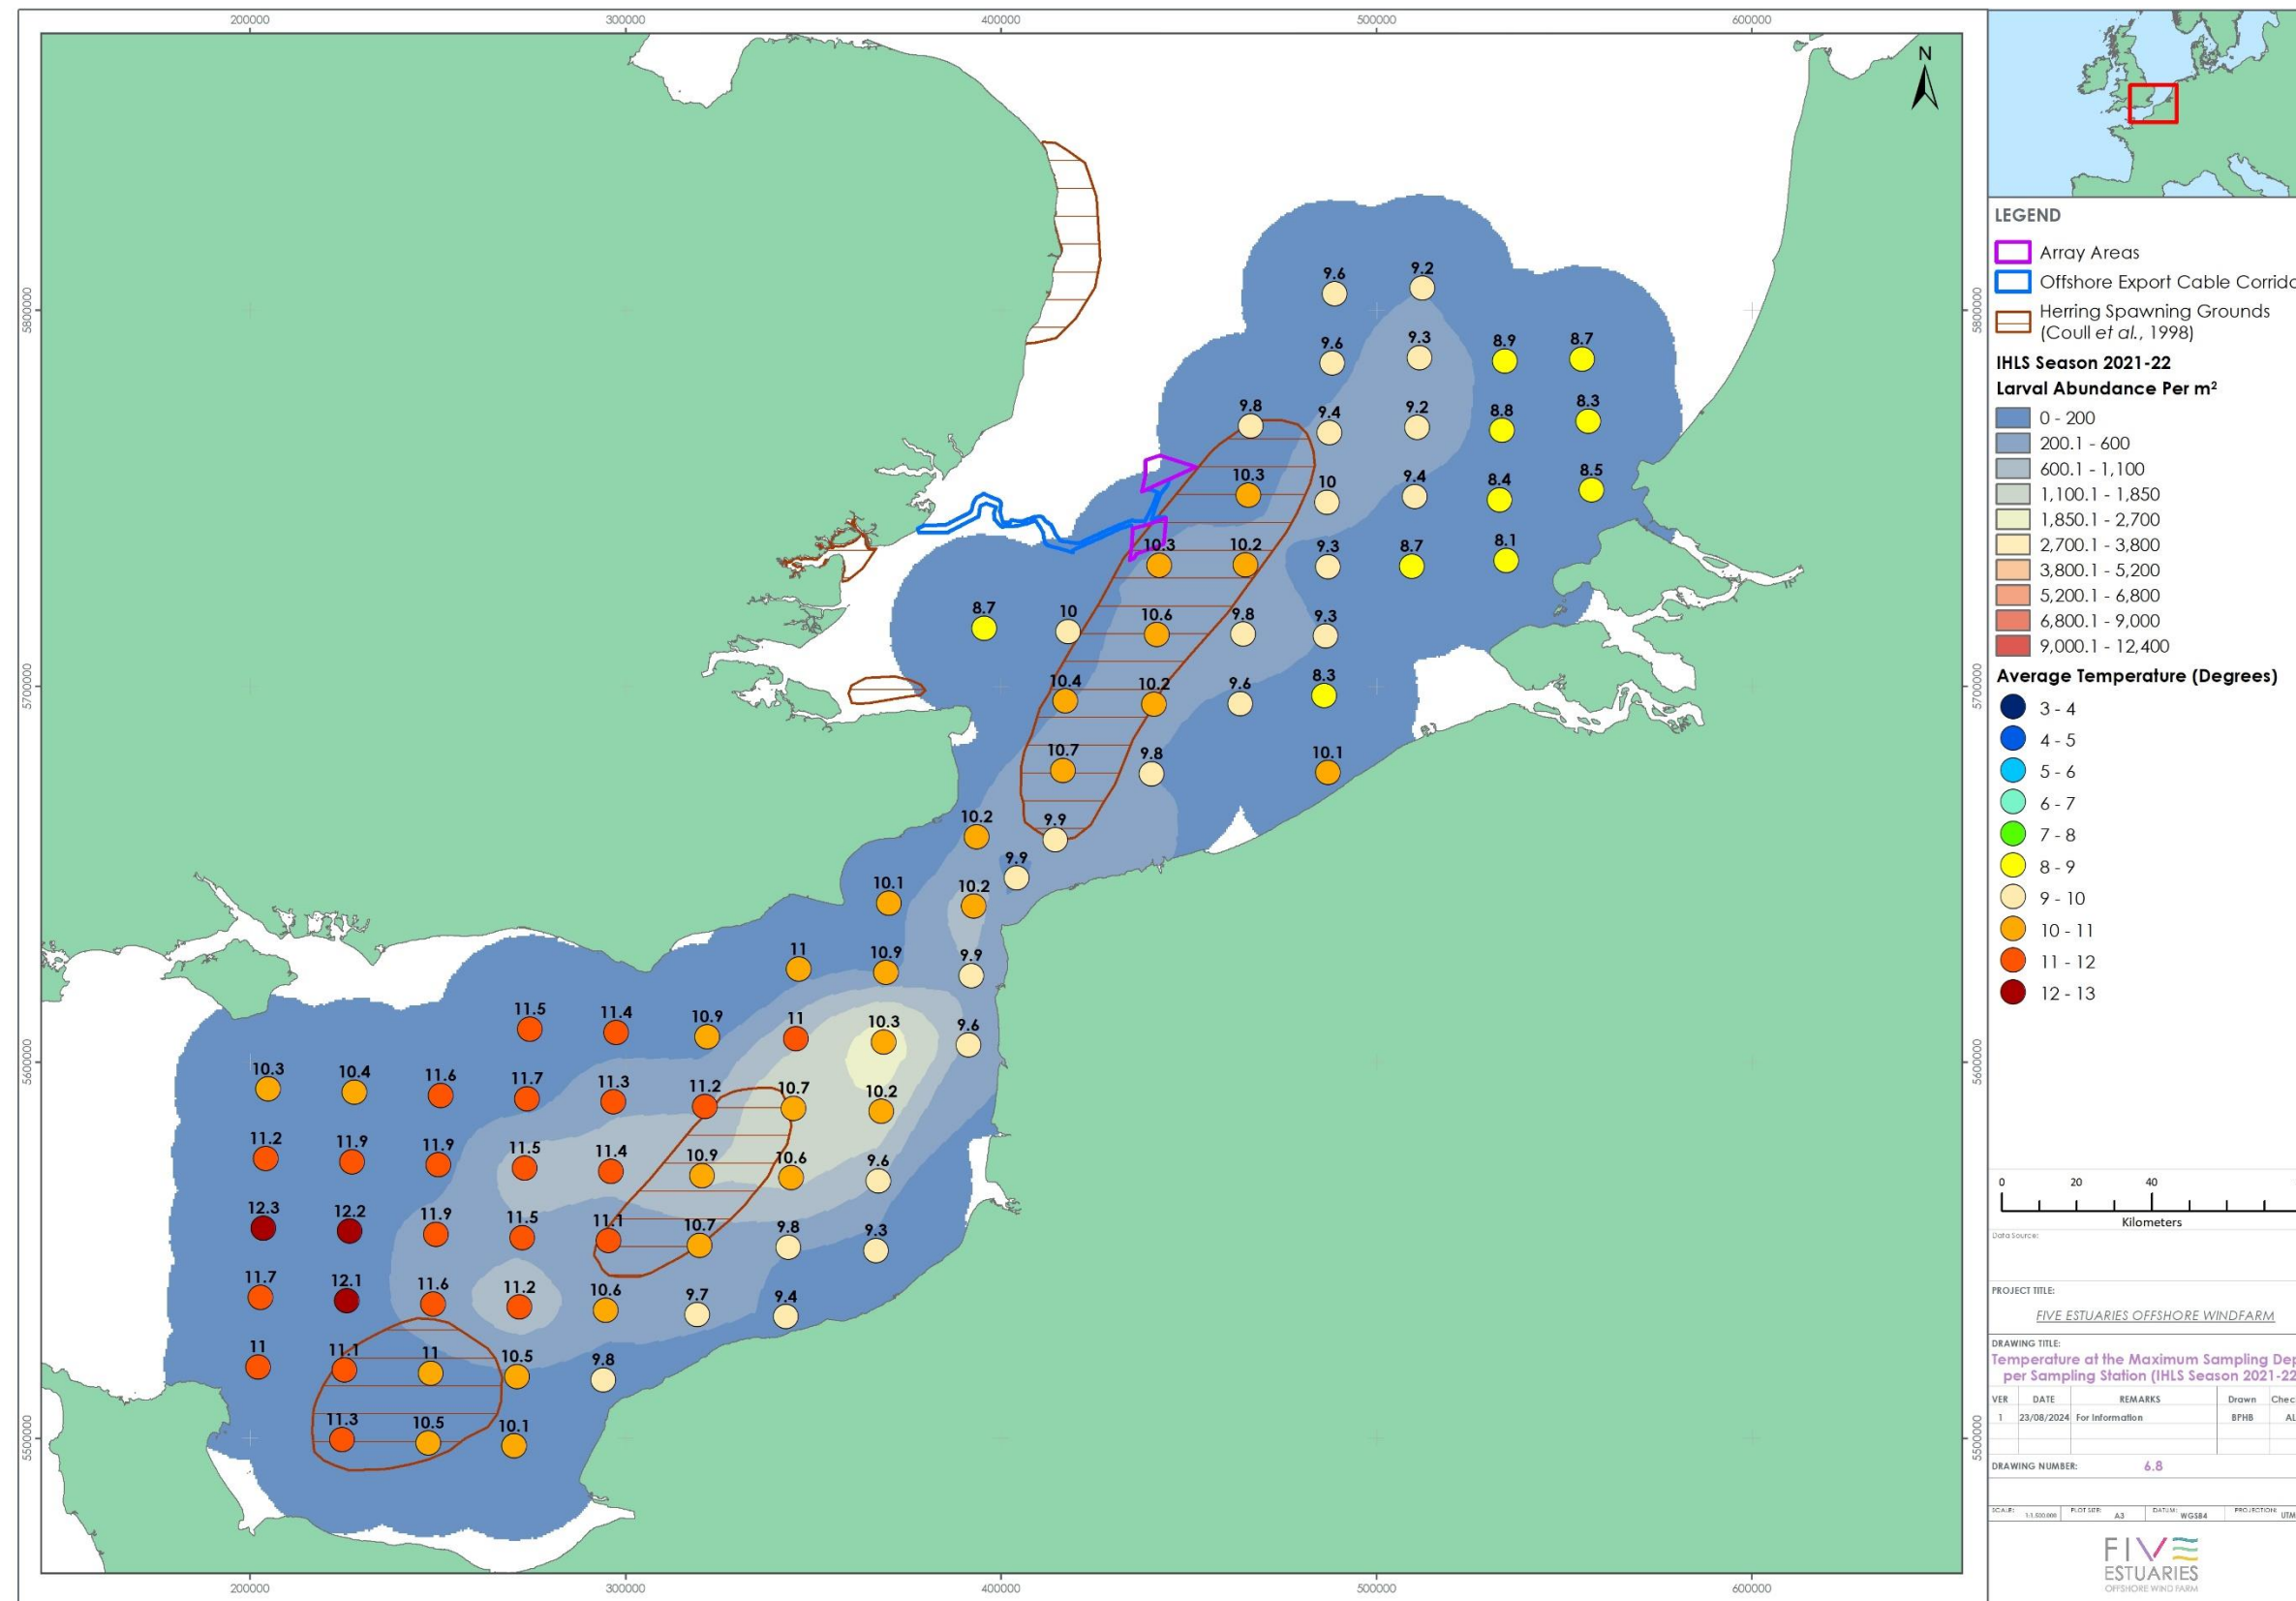 200000 300000 400000 500000 600000
N
5800000 5800000
5700000 5700000
5600000 5600000
5500000 5500000
9.6 9.2
9.6 9.3 8.9 8.7
9.8 9.4 9.2 8.8 8.3
10.3 10 9.4 8.4 8.5
10.3 10.2 9.3 8.7 8.1
8.7 10 10.6 9.8 9.3
10.4 10.2 9.6 8.3
10.7 9.8 10.1
10.2 9.9
9.9
10.1 10.2
11 10.9 9.9
11.5 11.4 10.9 11 10.3 9.6
10.3 10.4 11.6 11.7 11.3 11.2 10.7 10.2
11.2 11.9 11.9 11.5 11.4 10.9 10.6 9.6
12.3 12.2 11.9 11.5 11.1 10.7 9.8 9.3
11.7 12.1 11.6 11.2 10.6 9.7 9.4
11 11.1 11 10.5 9.8
11.3 10.5 10.1
200000 300000 400000 500000 600000
LEGEND
Array Areas
Offshore Export Cable Corrido
Herring Spawning Grounds
(Coull et al., 1998)
IHLS Season 2021-22
Larval Abundance Per m²
0 - 200
200.1 - 600
600.1 - 1,100
1,100.1 - 1,850
1,850.1 - 2,700
2,700.1 - 3,800
3,800.1 - 5,200
5,200.1 - 6,800
6,800.1 - 9,000
9,000.1 - 12,400
Average Temperature (Degrees)
3 - 4
4 - 5
5 - 6
6 - 7
7 - 8
8 - 9
9 - 10
10 - 11
11 - 12
12 - 13
0 20 40
Kilometers
Data Source:
PROJECT TITLE:
FIVE ESTUARIES OFFSHORE WINDFARM
DRAWING TITLE:
Temperature at the Maximum Sampling Dep
per Sampling Station (IHLS Season 2021-22
VER DATE REMARKS Drawn Chec
1 23/08/2024 For Information BPHB AL
DRAWING NUMBER: 6.8
SCALE: 1:1,500,000 PLOT SIZE: A3 DATUM: WGS84 PROJECTION: UTM
FIVE
ESTUARIES
OFFSHORE WIND FARM